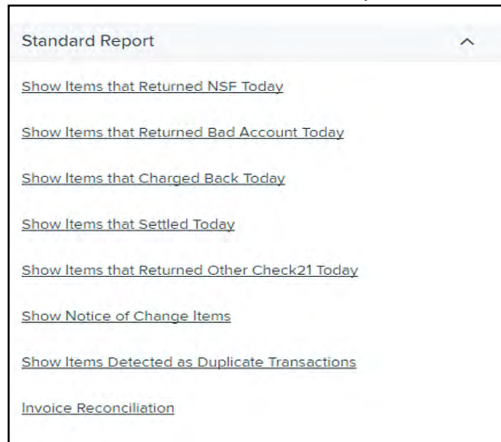 Standard Report
Show Items that Returned NSF Today
Show Items that Returned Bad Account Today
Show Items that Charged Back Today
Show Items that Settled Today
Show Items that Returned Other Check21 Today
Show Notice of Change Items
Show Items Detected as Duplicate Transactions
Invoice Reconciliation